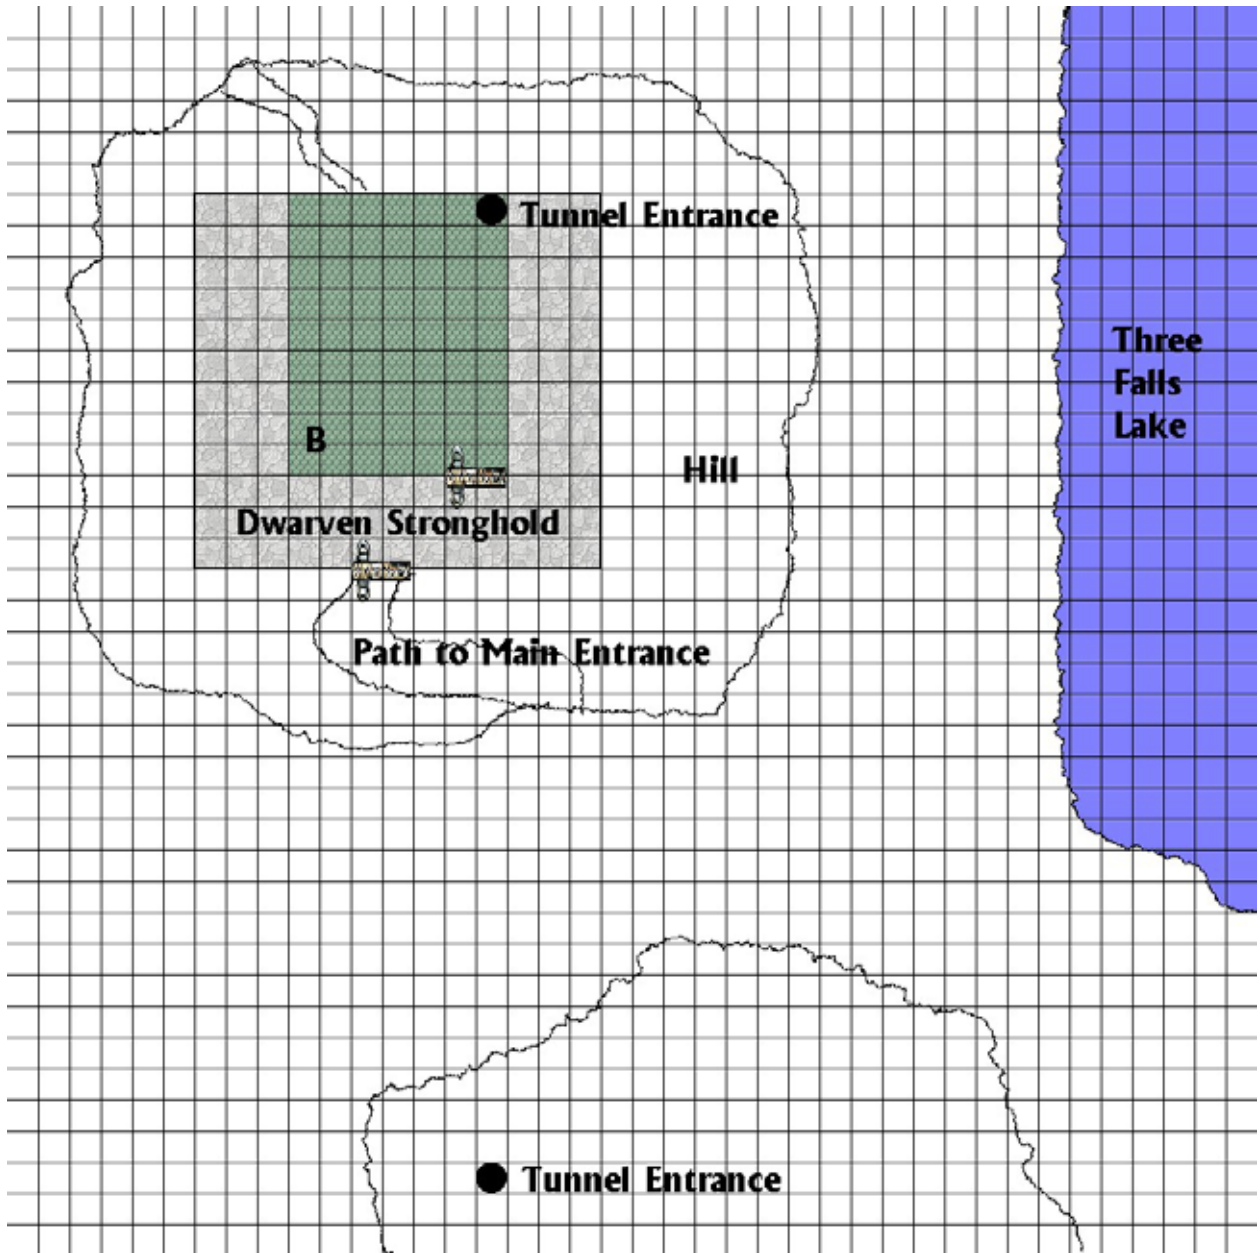 Tunnel Entrance
Three
Falls
Lake
B
Hill
Dwarven Stronghold
Path to Main Entrance
Tunnel Entrance